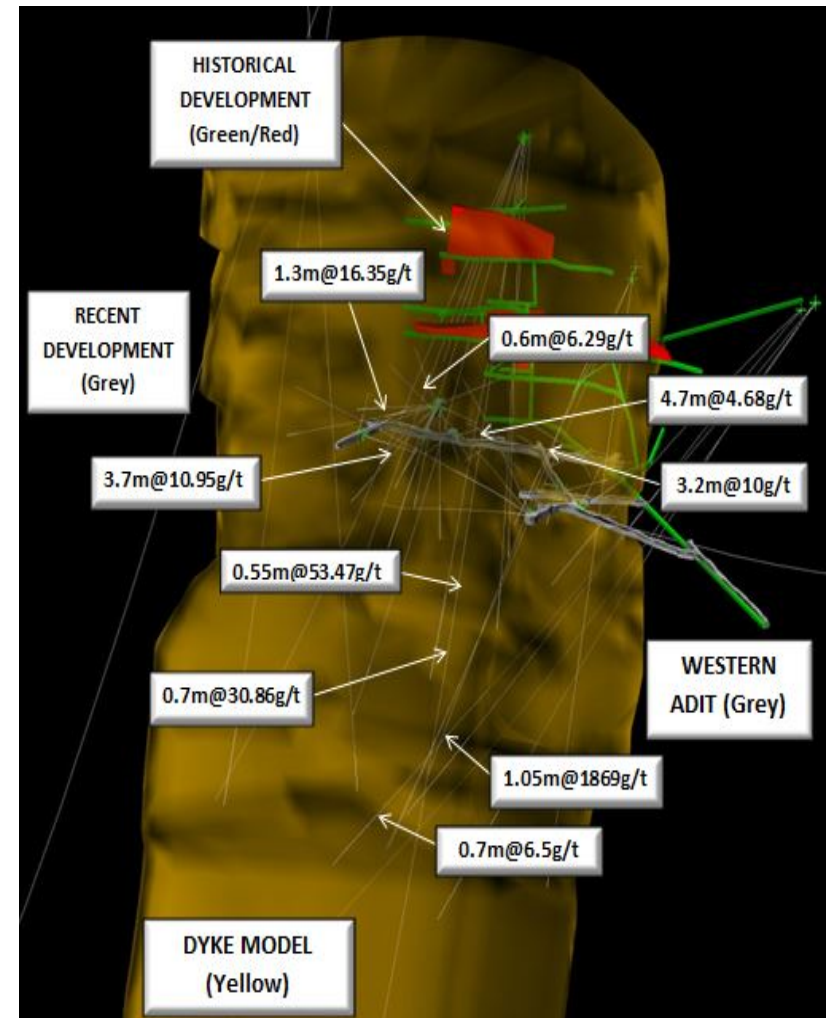 HISTORICAL
DEVELOPMENT
(Green/Red)
1.3m@16.35g/t
RECENT
DEVELOPMENT
(Grey)
0.6m@6.29g/t
4.7m@4.68g/t
3.7m@10.95g/t
3.2m@10g/t
0.55m@53.47g/t
WESTERN
ADIT (Grey)
0.7m@30.86g/t
1.05m@1869g/t
0.7m@6.5g/t
DYKE MODEL
(Yellow)